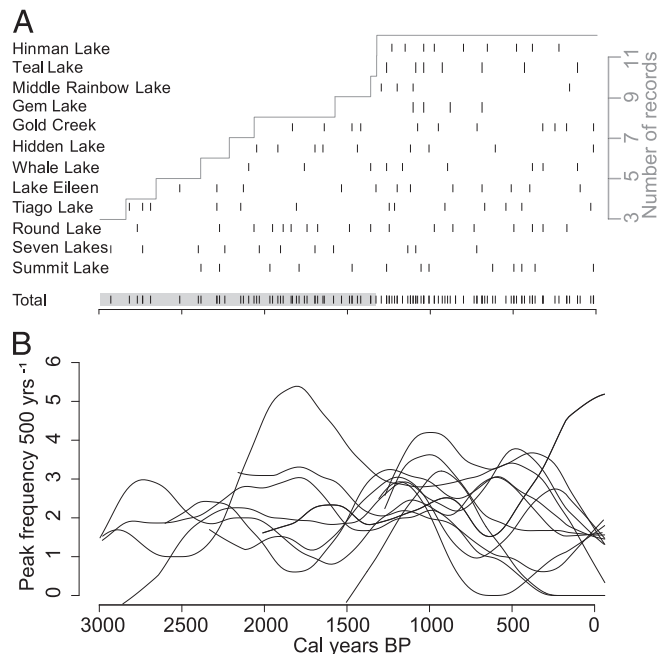 A
Hinman Lake
Teal Lake
Middle Rainbow Lake
Gem Lake
Gold Creek
Hidden Lake
Whale Lake
Lake Eileen
Tiago Lake
Round Lake
Seven Lakes
Summit Lake
Total
3 5 7 9 11
Number of records
B
Peak frequency 500 yrs ⁻¹
0 1 2 3 4 5 6
3000 2500 2000 1500 1000 500 0
Cal years BP